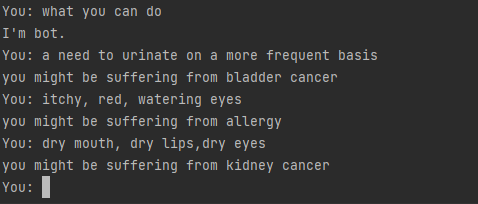 You: what you can do
I'm bot.
You: a need to urinate on a more frequent basis
you might be suffering from bladder cancer
You: itchy, red, watering eyes
you might be suffering from allergy
You: dry mouth, dry lips,dry eyes
you might be suffering from kidney cancer
You: